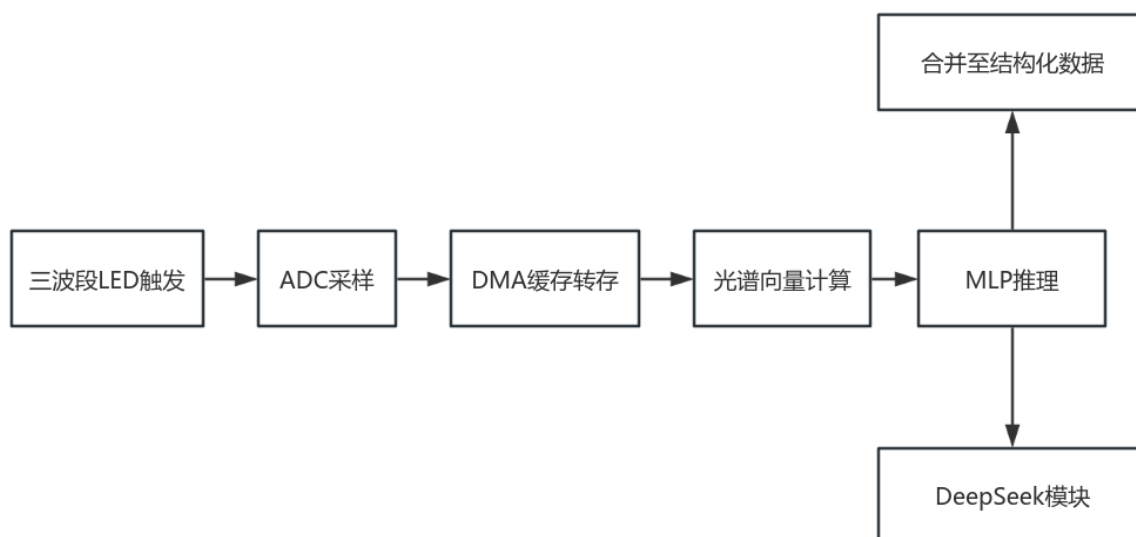 合并至结构化数据
三波段LED触发
ADC采样
DMA缓存转存
光谱向量计算
MLP推理
DeepSeek模块